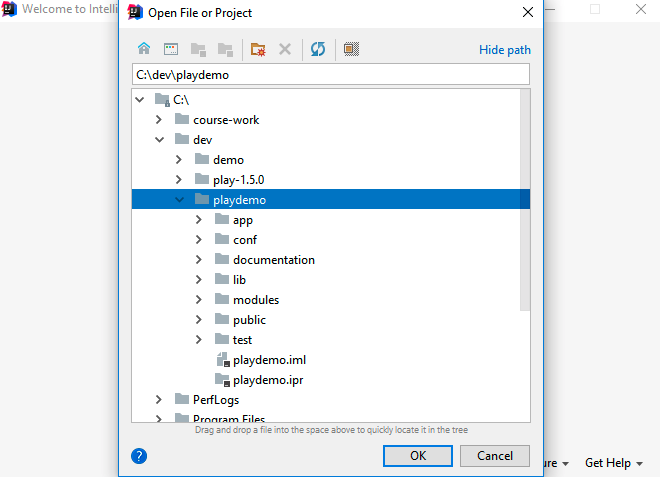 Welcome to Intelli
Open File or Project
Hide path
C:\dev\playdemo
C:\
course-work
dev
demo
play-1.5.0
playdemo
app
conf
documentation
lib
modules
public
test
playdemo.iml
playdemo.ipr
PerfLogs
Program Files
Drag and drop a file into the space above to quickly locate it in the tree
? OK Cancel
ure Get Help